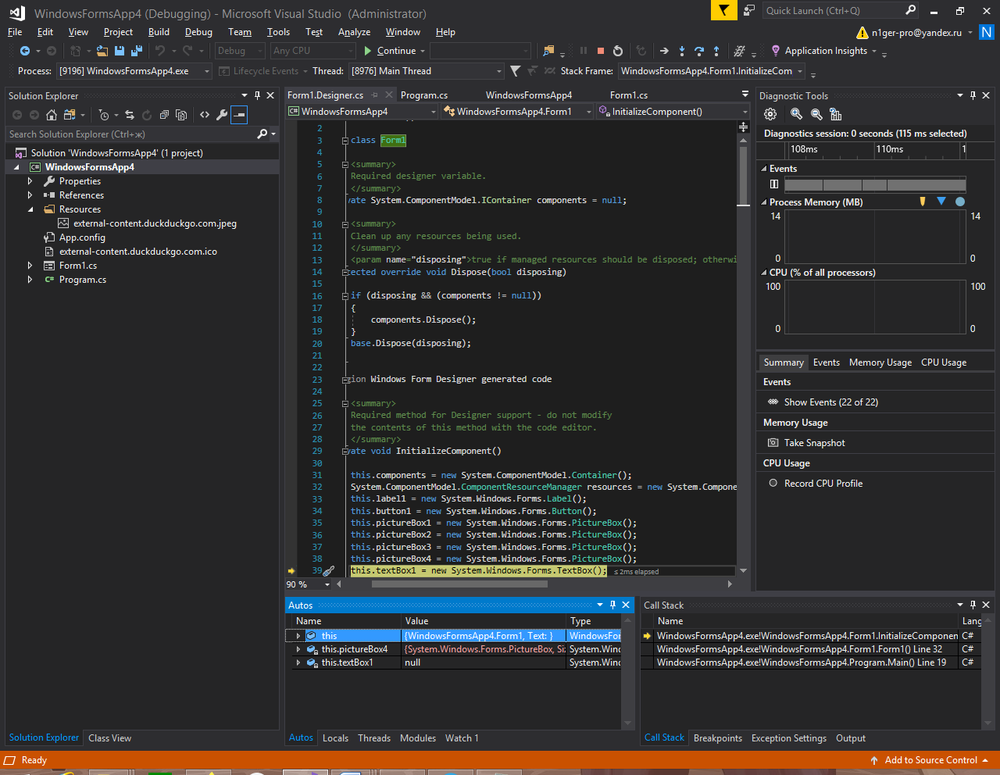 WindowsFormsApp4 (Debugging) - Microsoft Visual Studio (Administrator)
Quick Launch (Ctrl+Q)
File Edit View Project Build Debug Team Tools Test Analyze Window Help
n1ger-pro@yandex.ru N
Debug Any CPU Continue Application Insights
Process: [9196] WindowsFormsApp4.exe Lifecycle Events Thread: [8976] Main Thread Stack Frame: WindowsFormsApp4.Form1.InitializeCom
Solution Explorer
Search Solution Explorer (Ctrl+ж)
Solution 'WindowsFormsApp4' (1 project)
C# WindowsFormsApp4
Properties
References
Resources
external-content.duckduckgo.com.jpeg
App.config
external-content.duckduckgo.com.ico
Form1.cs
C# Program.cs
Solution Explorer Class View
Form1.Designer.cs Program.cs WindowsFormsApp4 Form1.cs
C# WindowsFormsApp4 WindowsFormsApp4.Form1 InitializeComponent()
2
3 class Form1
4
5 <summary>
6 Required designer variable.
7 </summary>
8 vate System.ComponentModel.IContainer components = null;
9
10 <summary>
11 Clean up any resources being used.
12 </summary>
13 <param name="disposing">true if managed resources should be disposed; otherwi
14 tected override void Dispose(bool disposing)
15
16 if (disposing && (components != null))
17 {
18 components.Dispose();
19 }
20 base.Dispose(disposing);
21
22
23 gion Windows Form Designer generated code
24
25 <summary>
26 Required method for Designer support - do not modify
27 the contents of this method with the code editor.
28 </summary>
29 vate void InitializeComponent()
30
31 this.components = new System.ComponentModel.Container();
32 System.ComponentModel.ComponentResourceManager resources = new System.Compone
33 this.label1 = new System.Windows.Forms.Label();
34 this.button1 = new System.Windows.Forms.Button();
35 this.pictureBox1 = new System.Windows.Forms.PictureBox();
36 this.pictureBox2 = new System.Windows.Forms.PictureBox();
37 this.pictureBox3 = new System.Windows.Forms.PictureBox();
38 this.pictureBox4 = new System.Windows.Forms.PictureBox();
39 this.textBox1 = new System.Windows.Forms.TextBox(); ≤ 2ms elapsed
90 %
Diagnostic Tools
Diagnostics session: 0 seconds (115 ms selected)
108ms 110ms 1
Events
Process Memory (MB)
14 14
0 0
CPU (% of all processors)
100 100
0 0
Summary Events Memory Usage CPU Usage
Events
Show Events (22 of 22)
Memory Usage
Take Snapshot
CPU Usage
Record CPU Profile
Autos
Name Value Type
this {WindowsFormsApp4.Form1, Text: } WindowsFor
this.pictureBox4 {System.Windows.Forms.PictureBox, Si System.Winc
this.textBox1 null System.Winc
Autos Locals Threads Modules Watch 1
Call Stack
Name Lang
WindowsFormsApp4.exe!WindowsFormsApp4.Form1.InitializeComponen C#
WindowsFormsApp4.exe!WindowsFormsApp4.Form1.Form1() Line 32 C#
WindowsFormsApp4.exe!WindowsFormsApp4.Program.Main() Line 19 C#
Call Stack Breakpoints Exception Settings Output
Ready Add to Source Control